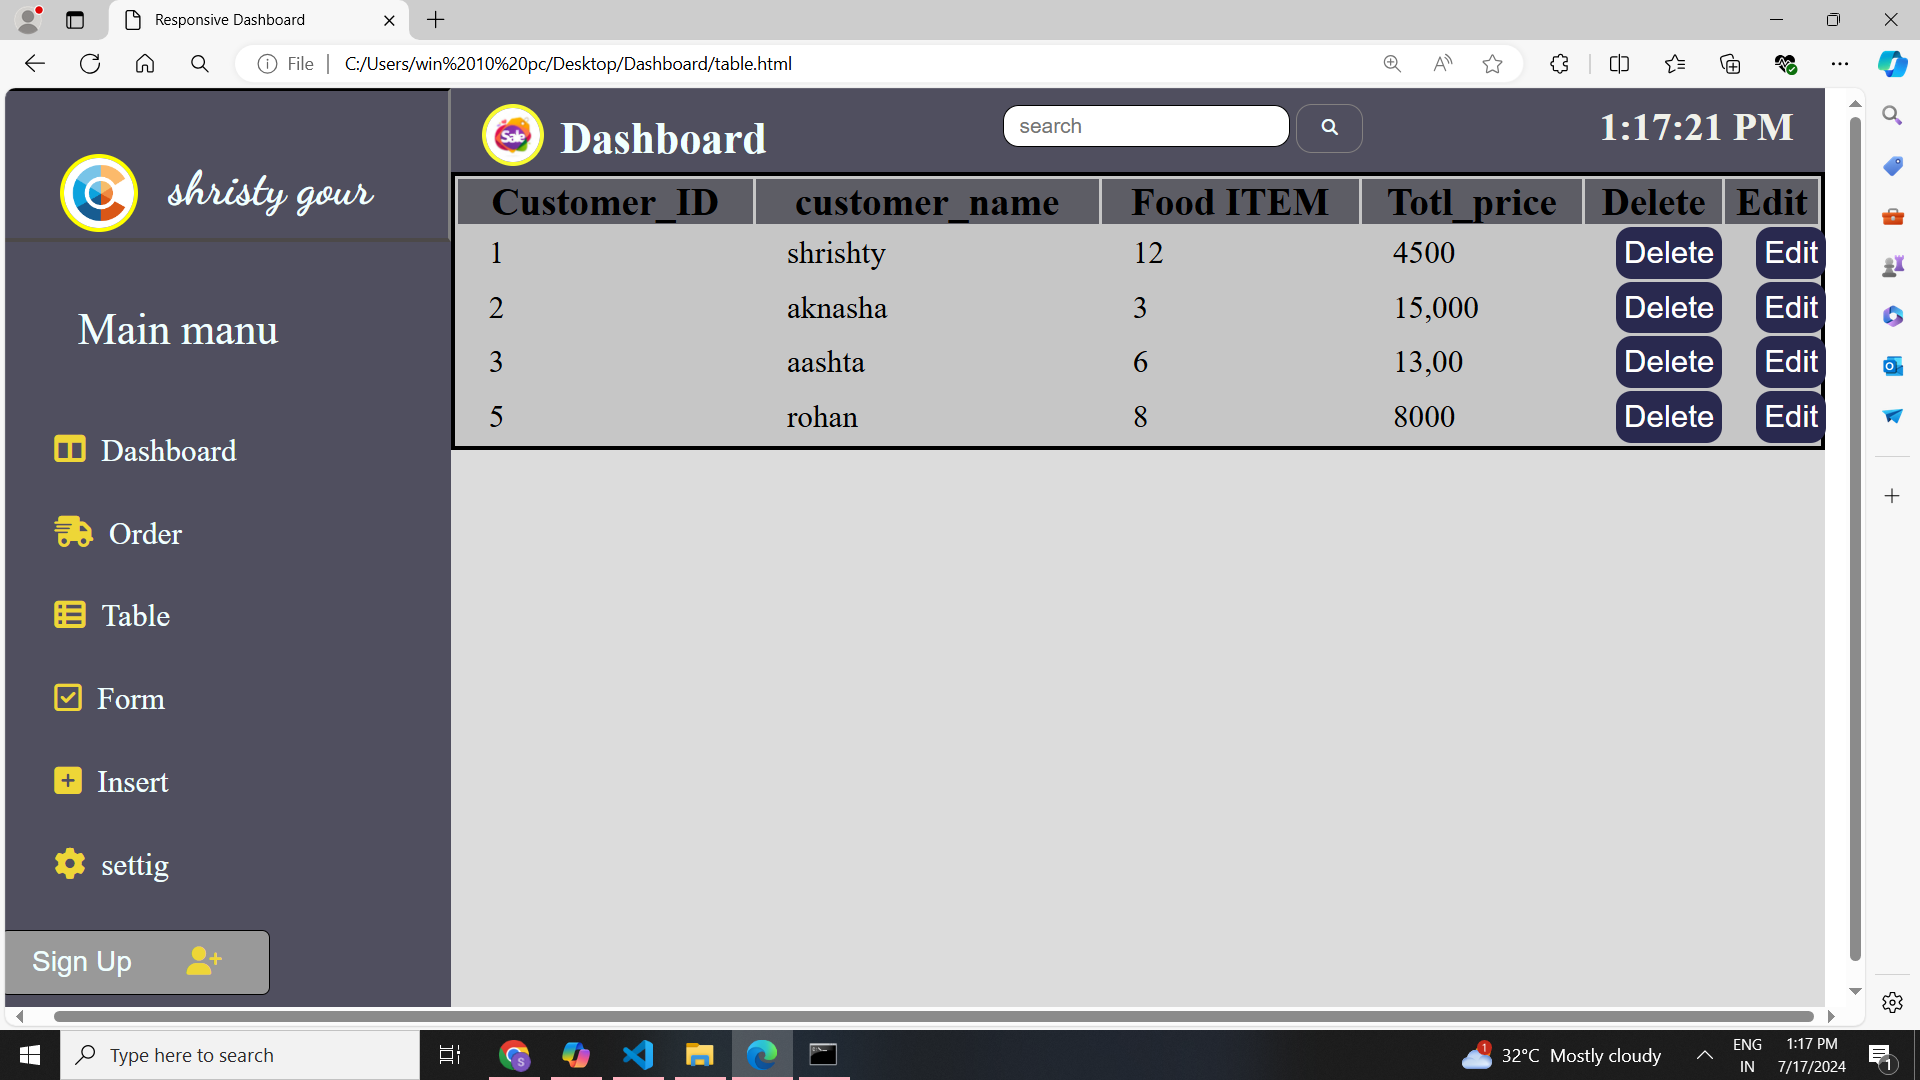 Responsive Dashboard
File
C:/Users/win%2010%20pc/Desktop/Dashboard/table.html
shristy gour
Sale
Dashboard
search
1:17:21 PM
Customer_ID customer_name Food ITEM Totl_price Delete Edit
1 shrishty 12 4500 Delete Edit
2 aknasha 3 15,000 Delete Edit
3 aashta 6 13,00 Delete Edit
5 rohan 8 8000 Delete Edit
Main manu
Dashboard
Order
Table
Form
Insert
settig
Sign Up
Type here to search
S
1
32°C Mostly cloudy
ENG
IN
1:17 PM
7/17/2024
1